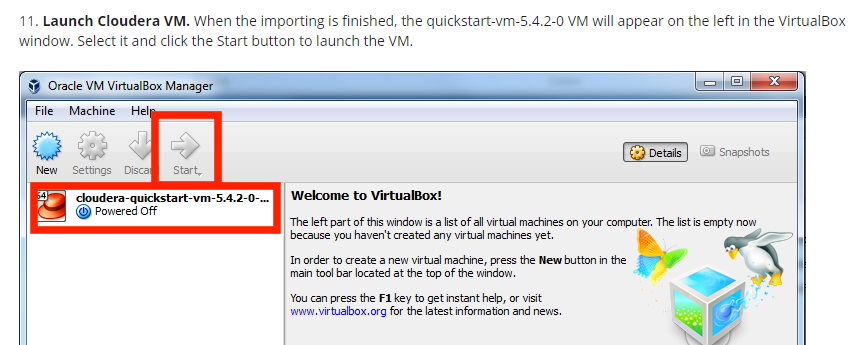 11. Launch Cloudera VM. When the importing is finished, the quickstart-vm-5.4.2-0 VM will appear on the left in the VirtualBox
window. Select it and click the Start button to launch the VM.
Oracle VM VirtualBox Manager
File Machine Help
New Settings Discar Start
Details Snapshots
64
cloudera-quickstart-vm-5.4.2-0-...
Powered Off
Welcome to VirtualBox!
The left part of this window is a list of all virtual machines on your computer. The list is empty now
because you haven't created any virtual machines yet.
In order to create a new virtual machine, press the New button in the
main tool bar located at the top of the window.
You can press the F1 key to get instant help, or visit
www.virtualbox.org for the latest information and news.